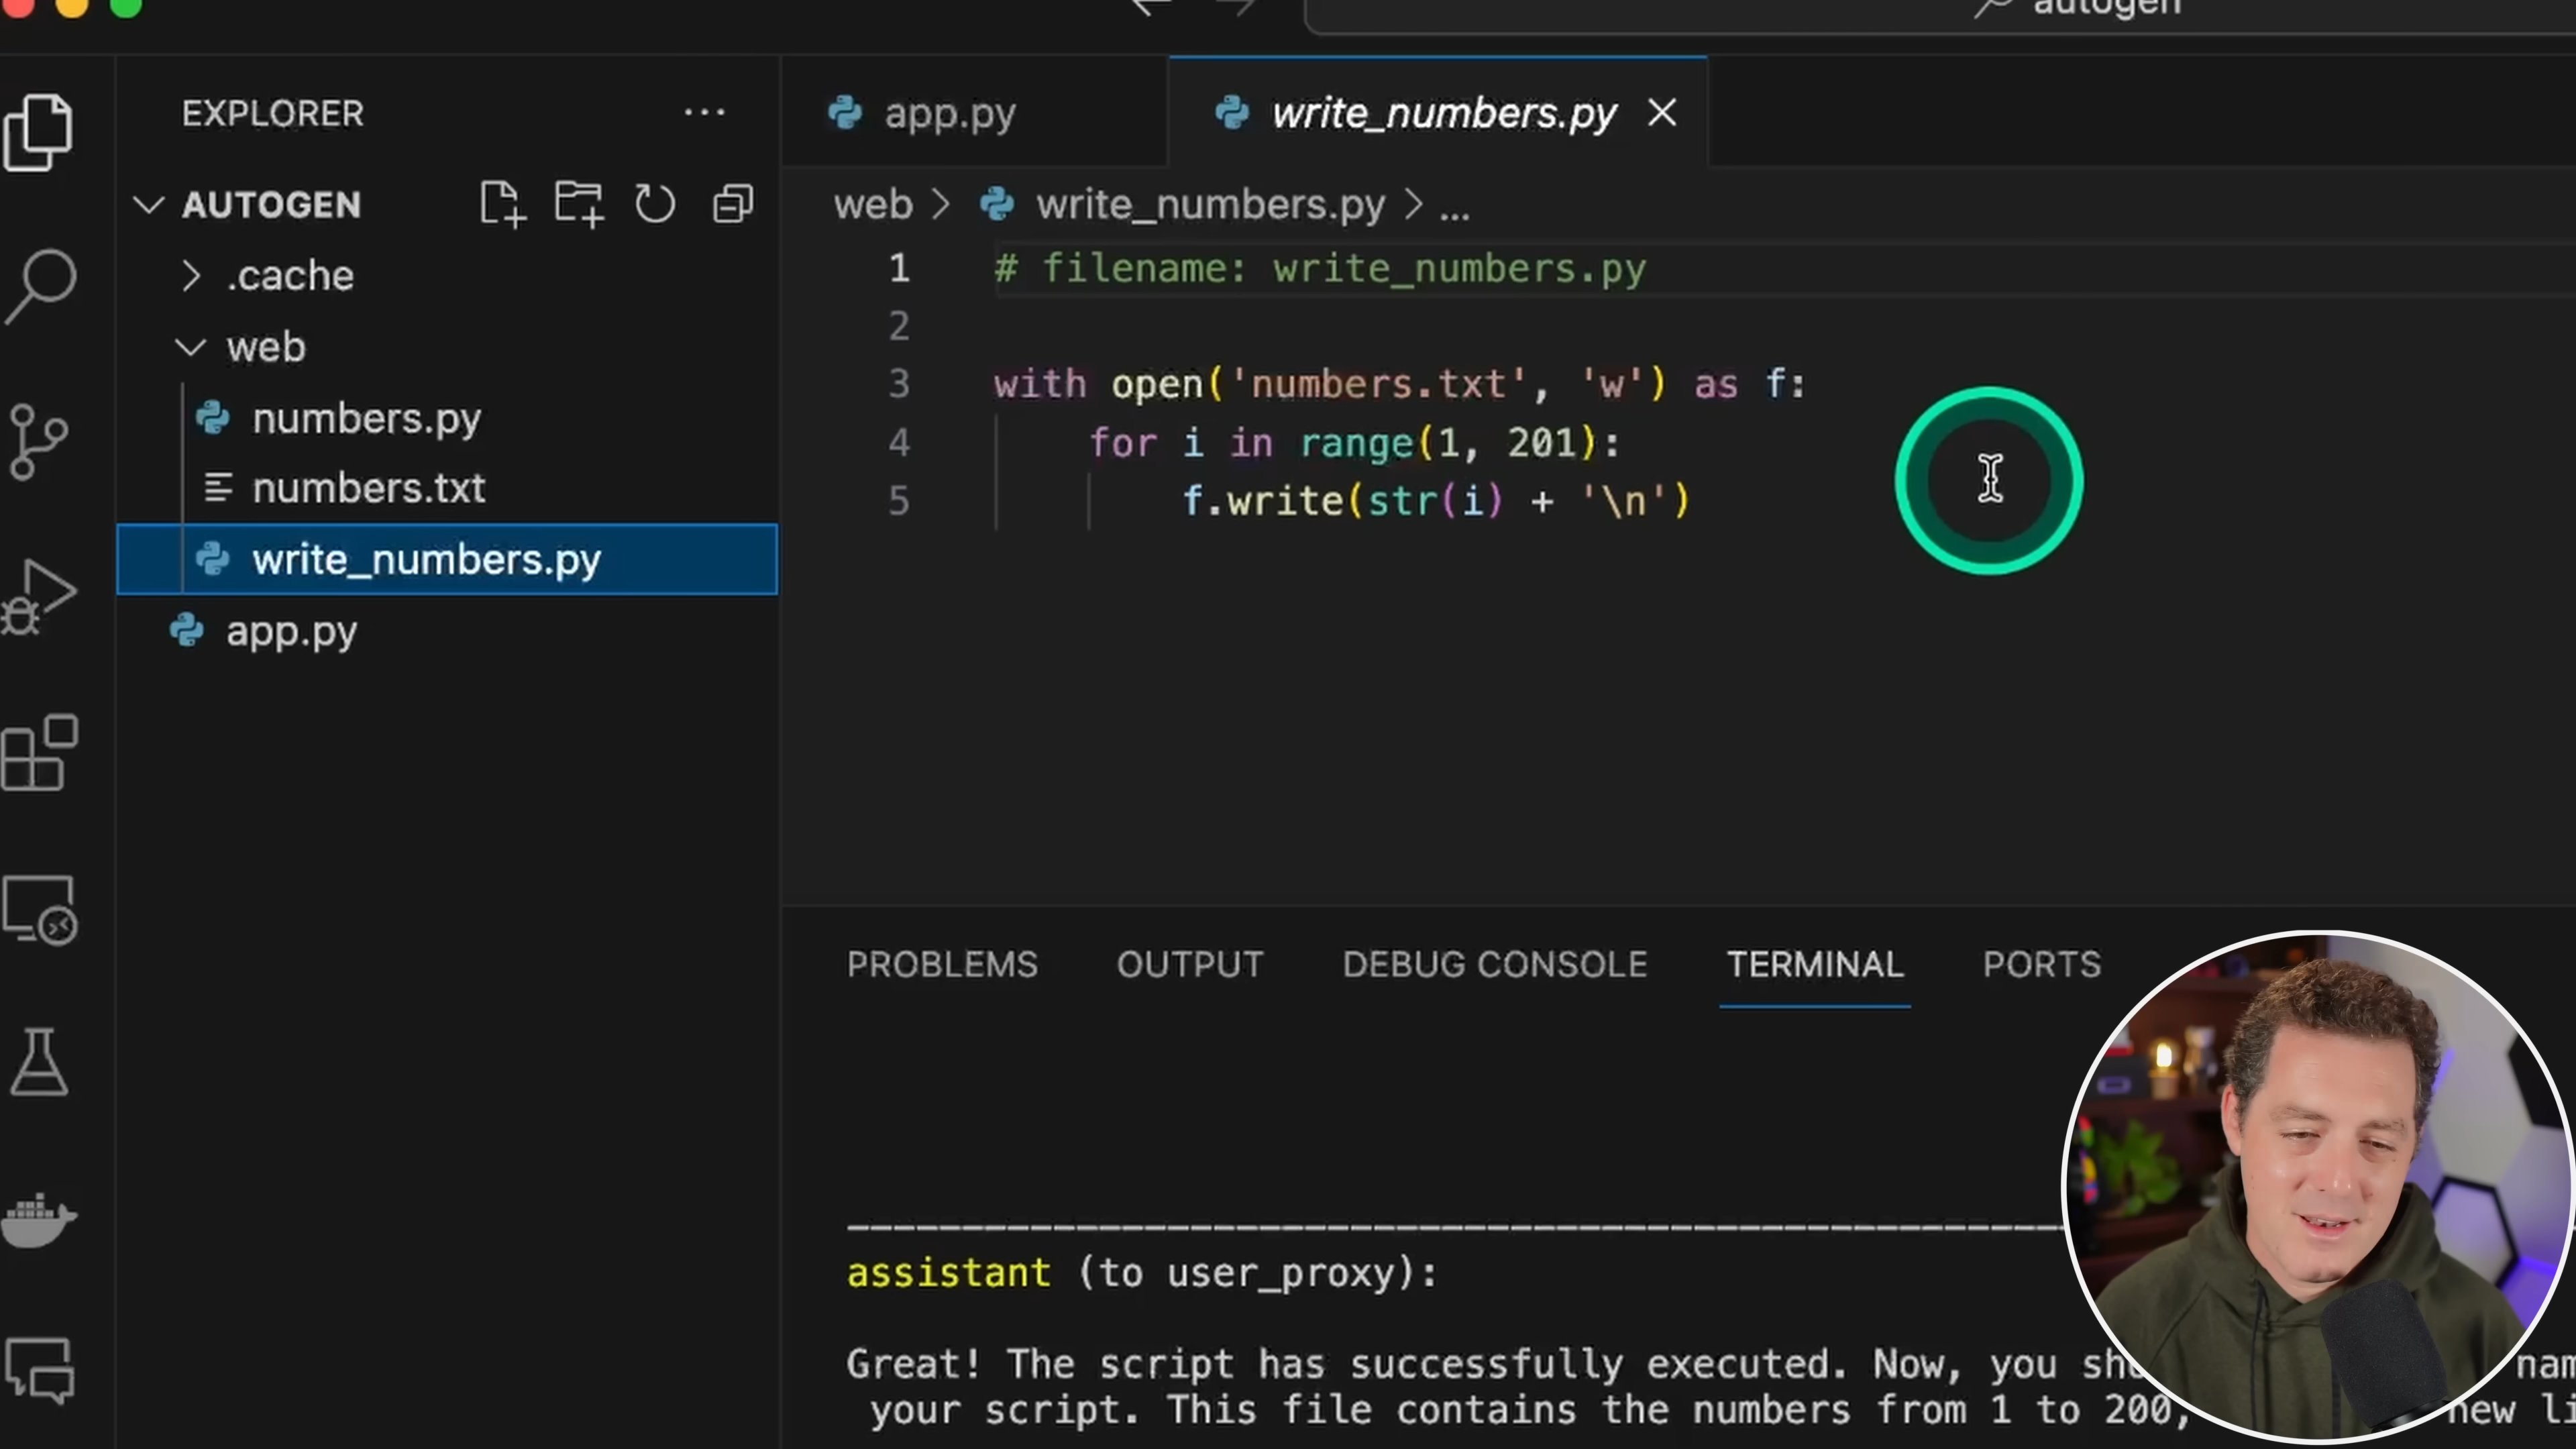 autogen
EXPLORER
AUTOGEN
.cache
web
numbers.py
numbers.txt
write_numbers.py
app.py
app.py
write_numbers.py
web > write_numbers.py > ...
1 # filename: write_numbers.py
2
3 with open('numbers.txt', 'w') as f:
4 for i in range(1, 201):
5 f.write(str(i) + '\n')
PROBLEMS OUTPUT DEBUG CONSOLE TERMINAL PORTS
assistant (to user_proxy):
Great! The script has successfully executed. Now, you
your script. This file contains the numbers from 1 to 200, new